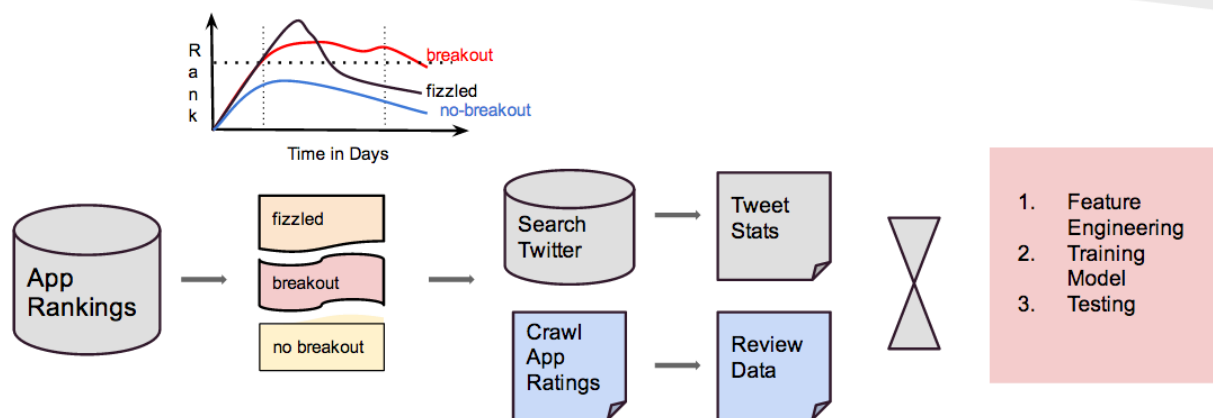 Rank
breakout
fizzled
no-breakout
Time in Days
App
Rankings
fizzled
breakout
no breakout
Search
Twitter
Tweet
Stats
Crawl
App
Ratings
Review
Data
1. Feature
Engineering
2. Training
Model
3. Testing